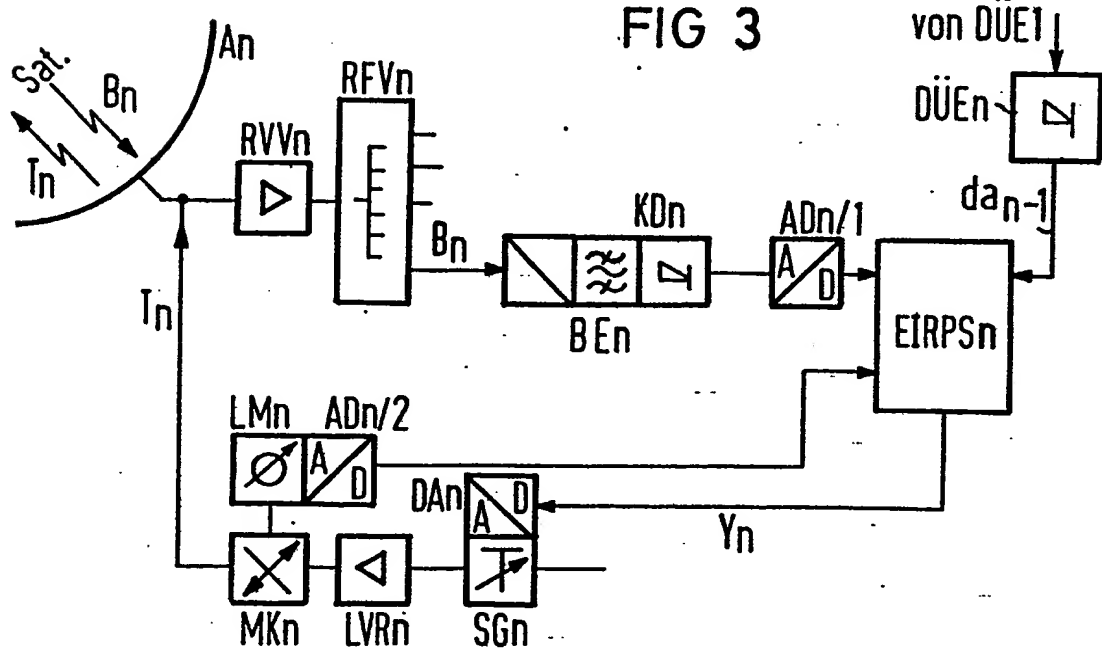 FIG 3
von DÜE1
An
Sat.
Bn
Tn
RFVn
RVVn
DÜEn
da n-1
KDn
ADn/1
Bn
A
D
BEn
EIRPSn
Tn
LMn
ADn/2
A
D
DAn
D
A
Yn
MKn
LVRn
SGn